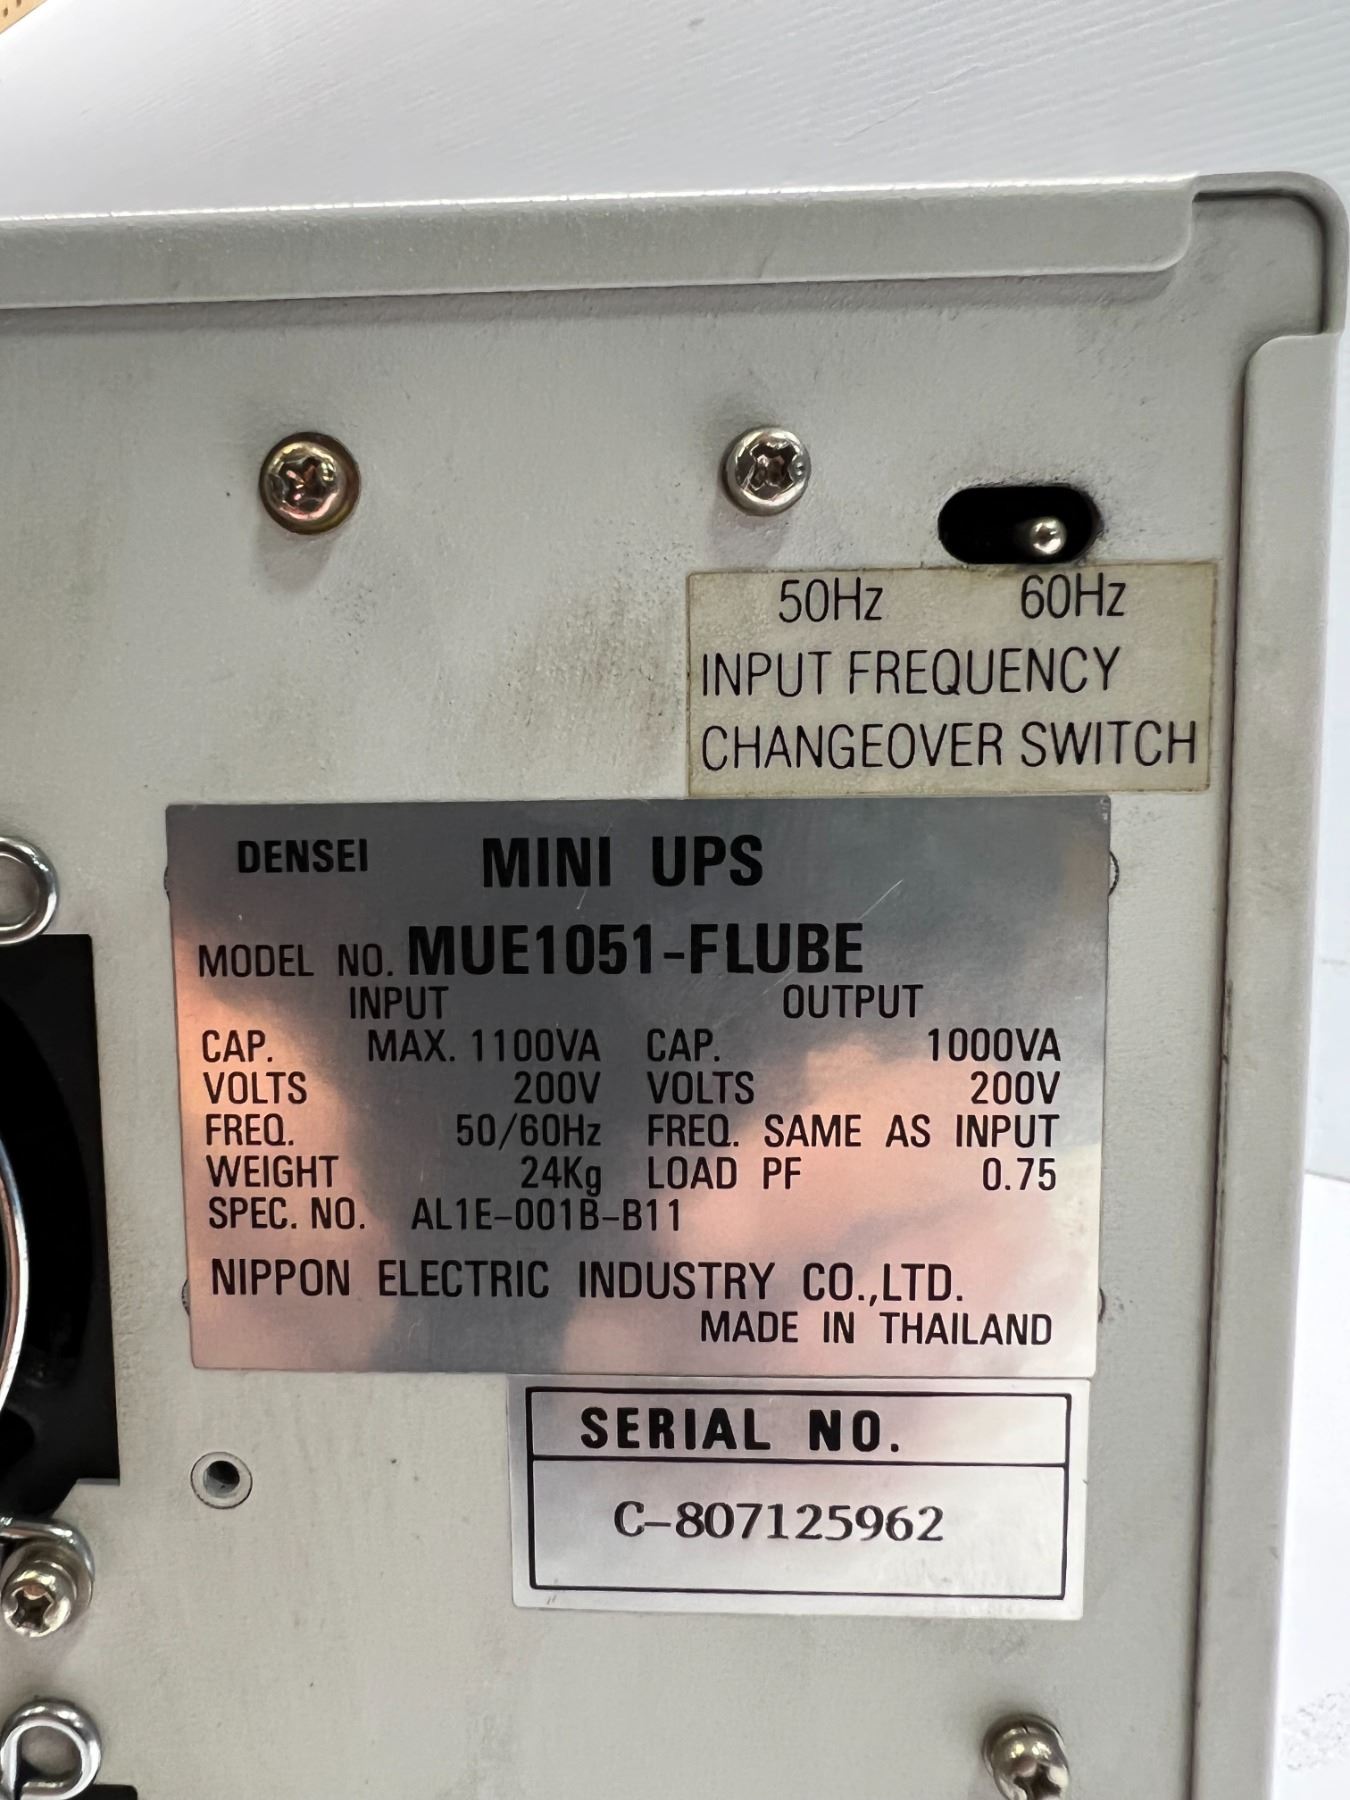 50Hz 60Hz
INPUT FREQUENCY
CHANGEOVER SWITCH
DENSEI MINI UPS
MODEL NO. MUE1051-FLUBE
INPUT OUTPUT
CAP. MAX. 1100VA CAP. 1000VA
VOLTS 200V VOLTS 200V
FREQ. 50/60Hz FREQ. SAME AS INPUT
WEIGHT 24Kg LOAD PF 0.75
SPEC. NO. AL1E-001B-B11
NIPPON ELECTRIC INDUSTRY CO.,LTD.
MADE IN THAILAND
SERIAL NO.
C-807125962